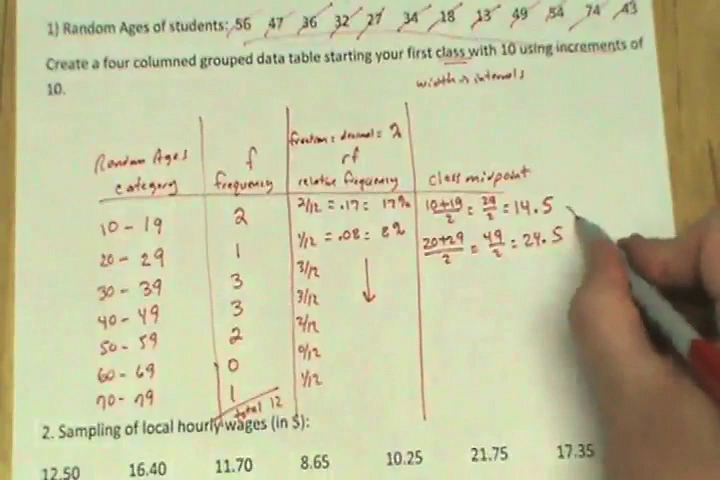 1) Random Ages of students: 56 47 36 32 27 34 18 13 49 54 74 43
Create a four columned grouped data table starting your first class with 10 using increments of
10.
width → intervals
Random Ages
category
f
frequency
fraction = decimal = %
rf
relative frequency
class midpoint
10 - 19 2 2/12 = .17 = 17% 10+19/2 = 29/2 = 14.5
20 - 29 1 1/12 = .08 = 8% 20+29/2 = 49/2 = 24.5
30 - 39 3 3/12
40 - 49 3 3/12
50 - 59 2 2/12
60 - 69 0 0/12
70 - 79 1 1/12
total 12
2. Sampling of local hourly wages (in $):
12.50 16.40 11.70 8.65 10.25 21.75 17.35